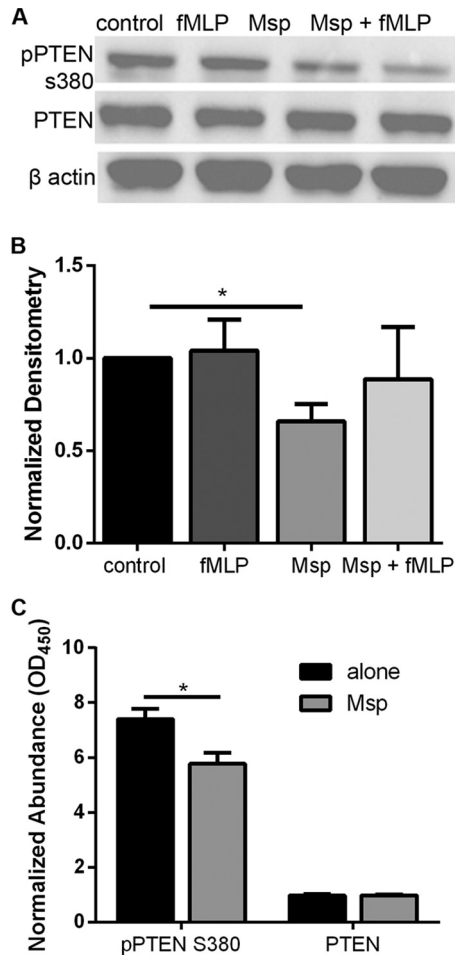 A
control fMLP Msp Msp + fMLP
pPTEN
s380
PTEN
β actin
B
Normalized Densitometry
1.5
1.0
0.5
0.0
*
control fMLP Msp Msp + fMLP
C
Normalized Abundance (OD450)
10
8
6
4
2
0
*
alone
Msp
pPTEN S380 PTEN